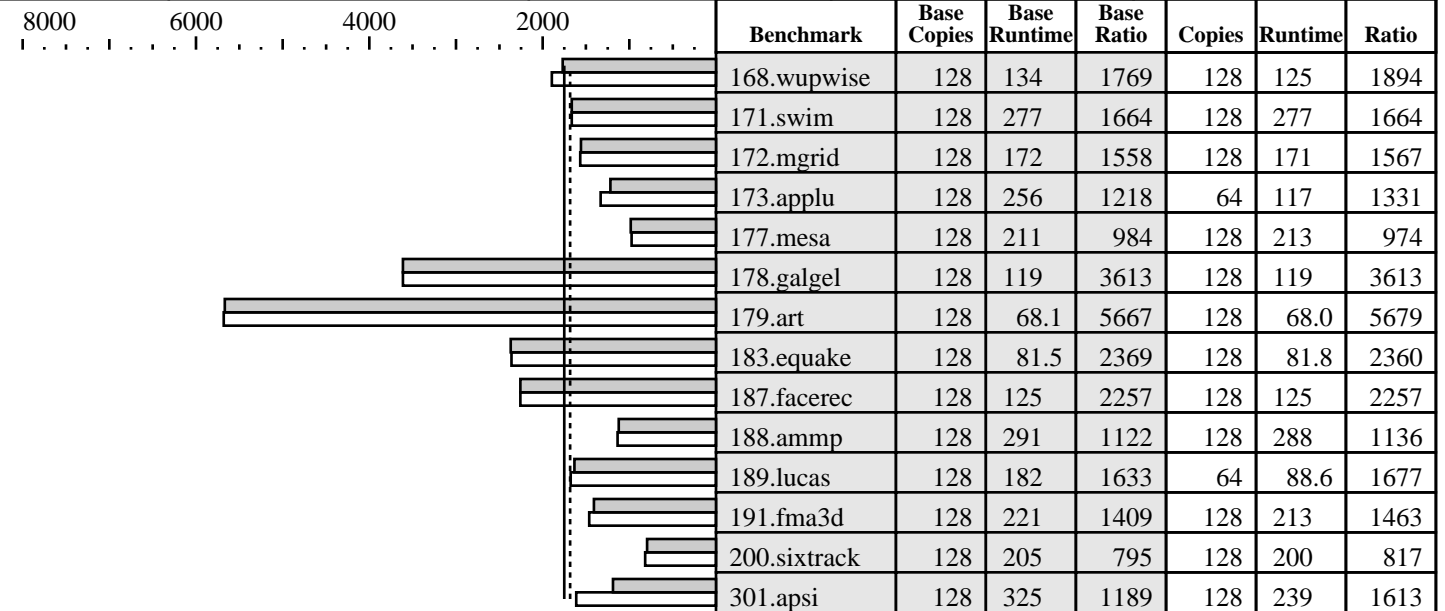 8000 6000 4000 2000
Benchmark Base Copies Base Runtime Base Ratio Copies Runtime Ratio
168.wupwise 128 134 1769 128 125 1894
171.swim 128 277 1664 128 277 1664
172.mgrid 128 172 1558 128 171 1567
173.applu 128 256 1218 64 117 1331
177.mesa 128 211 984 128 213 974
178.galgel 128 119 3613 128 119 3613
179.art 128 68.1 5667 128 68.0 5679
183.equake 128 81.5 2369 128 81.8 2360
187.facerec 128 125 2257 128 125 2257
188.ammp 128 291 1122 128 288 1136
189.lucas 128 182 1633 64 88.6 1677
191.fma3d 128 221 1409 128 213 1463
200.sixtrack 128 205 795 128 200 817
301.apsi 128 325 1189 128 239 1613